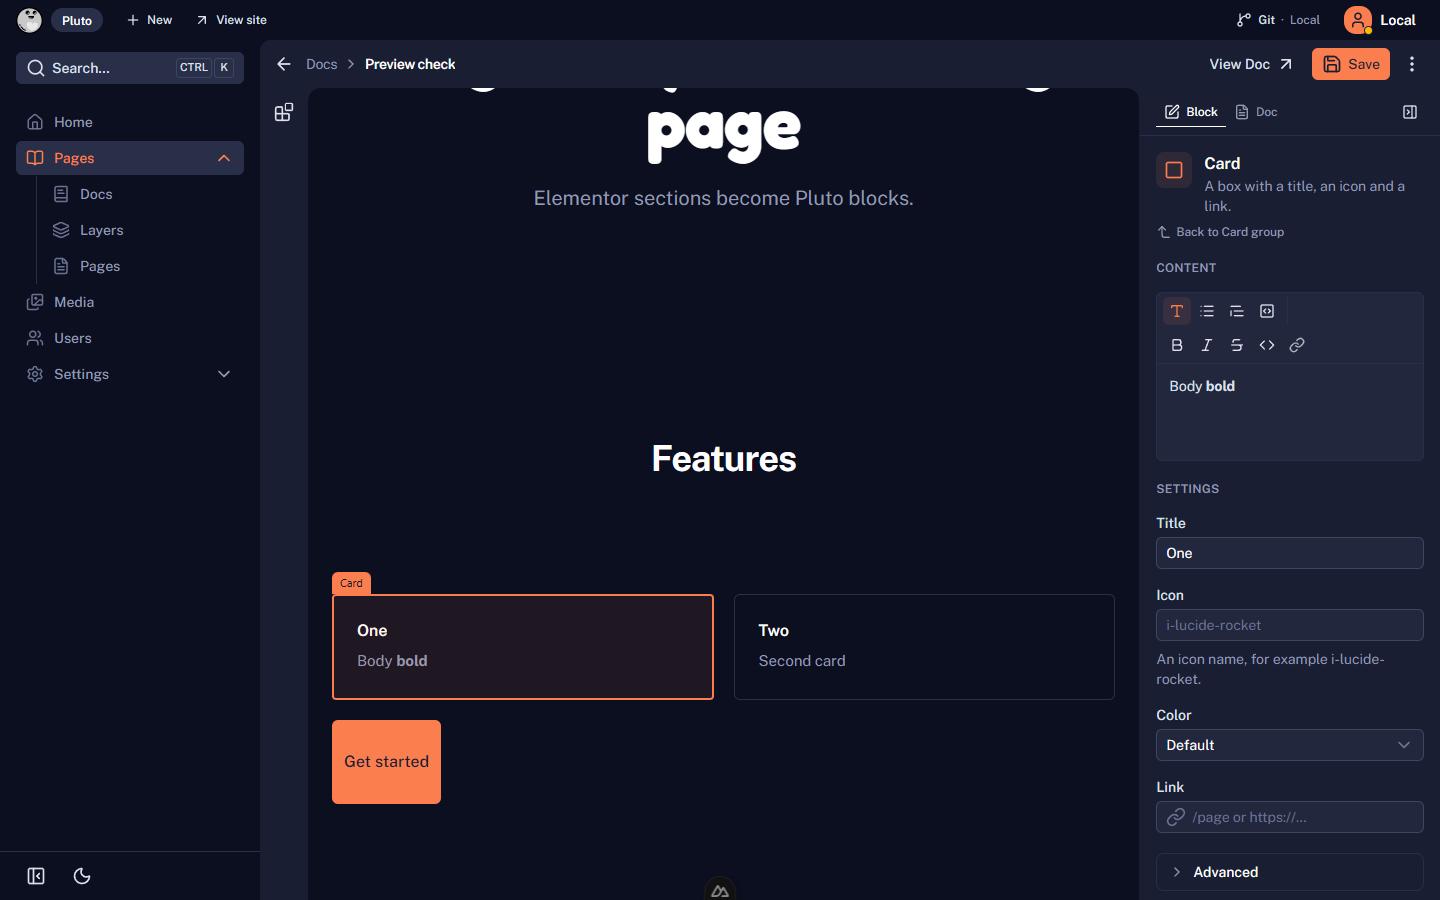 Pluto
New
View site
Git · Local
Local
Search...
CTRL K
Docs
Preview check
View Doc
Save
Home
Pages
Docs
Layers
Pages
Media
Users
Settings
page
Elementor sections become Pluto blocks.
Features
Card
One
Body bold
Two
Second card
Get started
Block
Doc
Card
A box with a title, an icon and a
link.
Back to Card group
CONTENT
Body bold
SETTINGS
Title
One
Icon
i-lucide-rocket
An icon name, for example i-lucide-
rocket.
Color
Default
Link
/page or https://...
Advanced